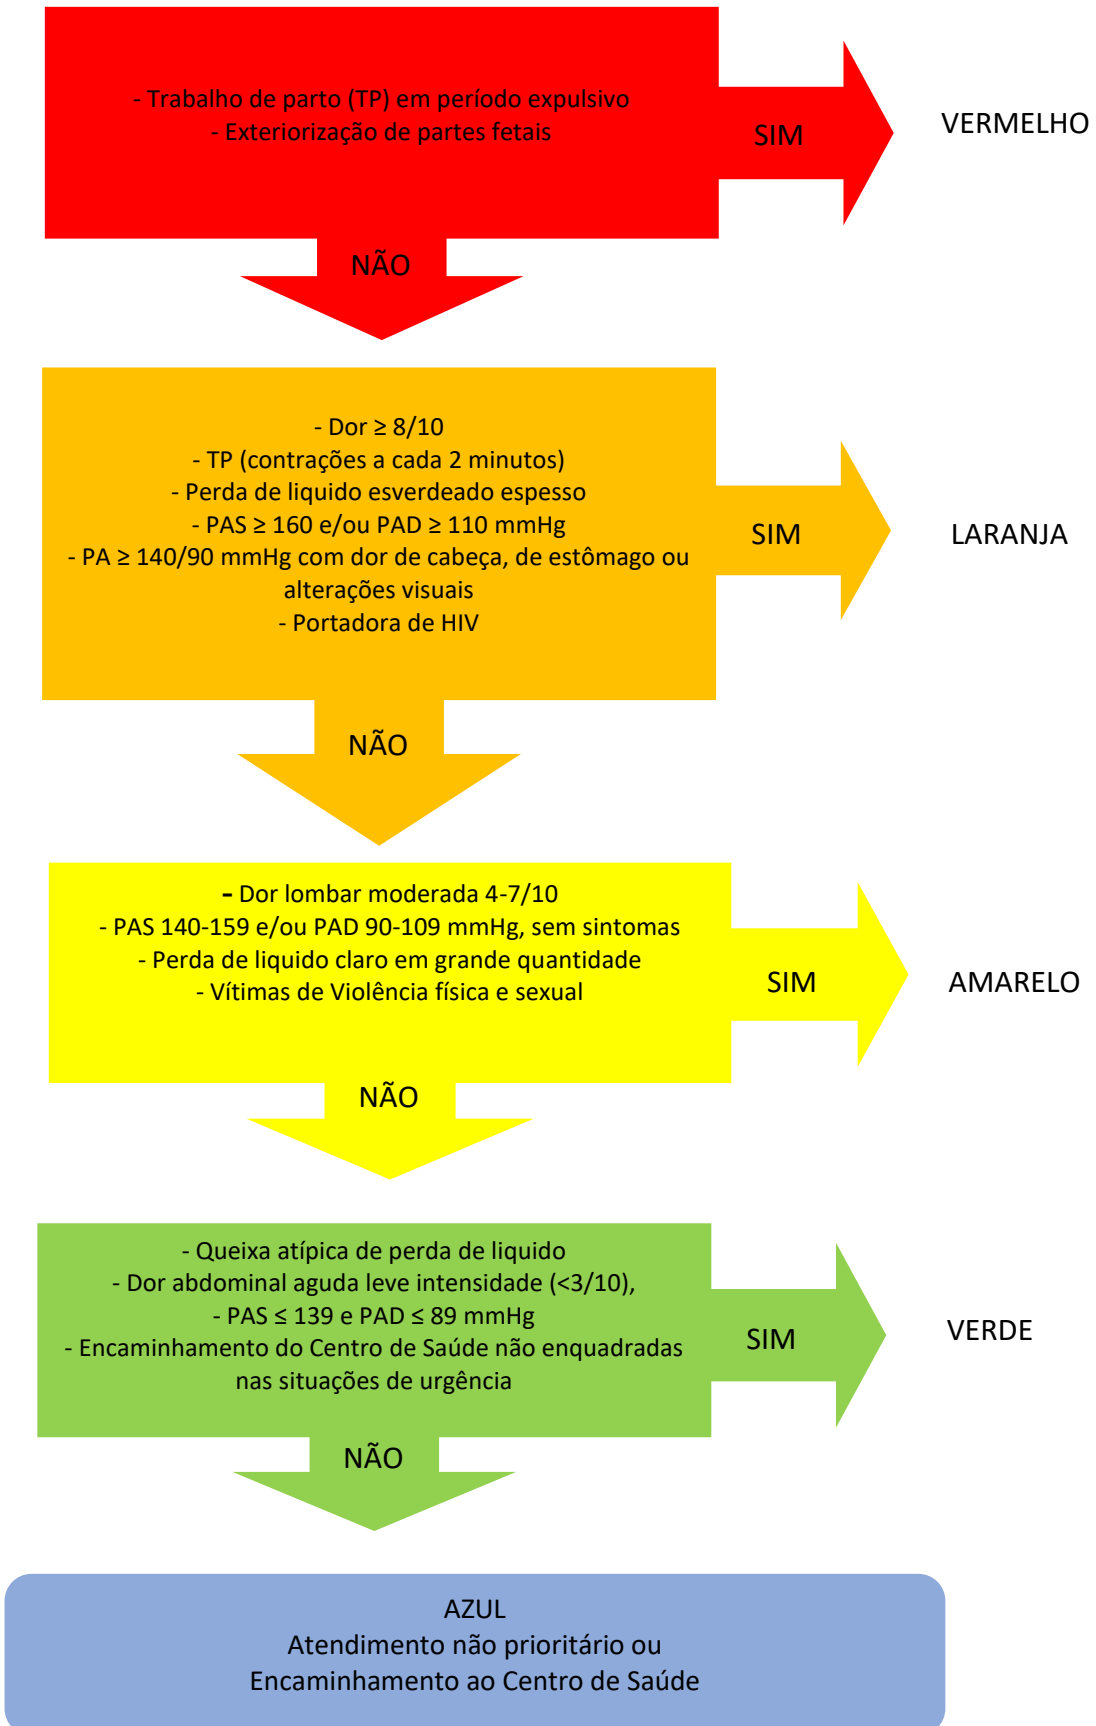 - Trabalho de parto (TP) em período expulsivo
- Exteriorização de partes fetais
SIM
VERMELHO
NÃO
- Dor ≥ 8/10
- TP (contrações a cada 2 minutos)
- Perda de liquido esverdeado espesso
- PAS ≥ 160 e/ou PAD ≥ 110 mmHg
- PA ≥ 140/90 mmHg com dor de cabeça, de estômago ou
alterações visuais
- Portadora de HIV
SIM
LARANJA
NÃO
- Dor lombar moderada 4-7/10
- PAS 140-159 e/ou PAD 90-109 mmHg, sem sintomas
- Perda de liquido claro em grande quantidade
- Vítimas de Violência física e sexual
SIM
AMARELO
NÃO
- Queixa atípica de perda de liquido
- Dor abdominal aguda leve intensidade (<3/10),
- PAS ≤ 139 e PAD ≤ 89 mmHg
- Encaminhamento do Centro de Saúde não enquadradas
nas situações de urgência
SIM
VERDE
NÃO
AZUL
Atendimento não prioritário ou
Encaminhamento ao Centro de Saúde